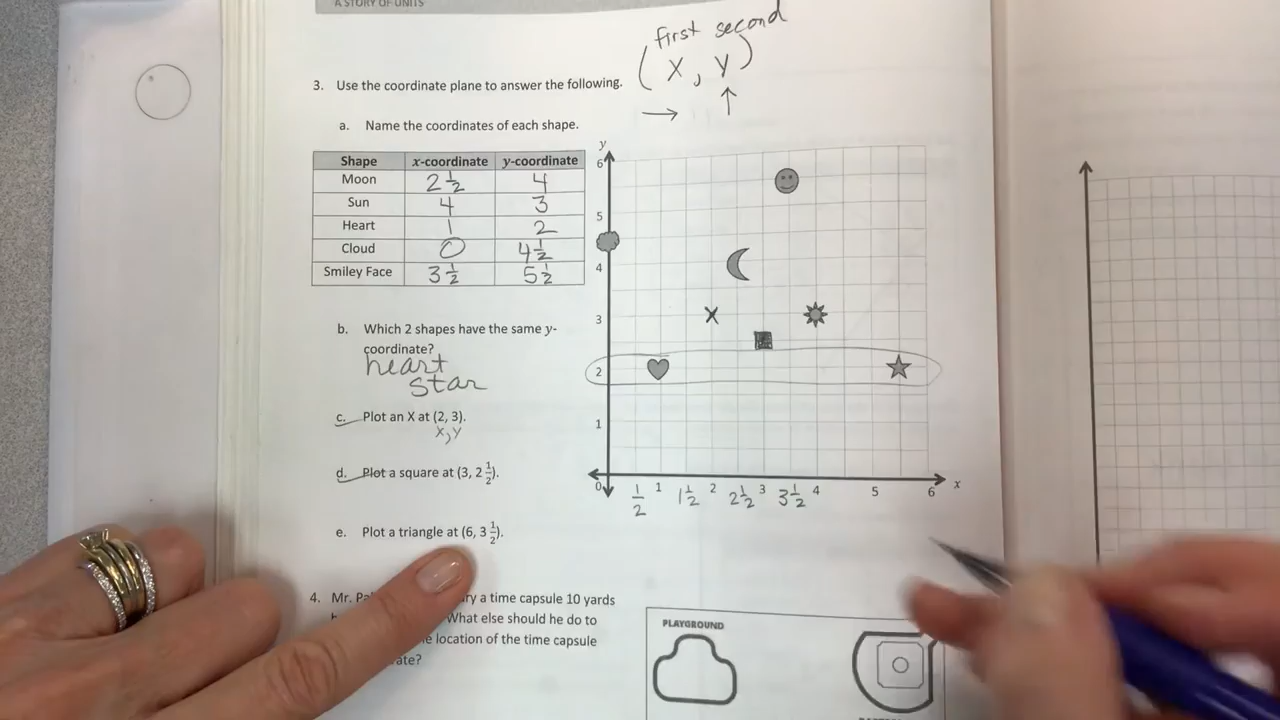 A STORY OF UNITS
first second
(x, y)
→ ↑
3. Use the coordinate plane to answer the following.
a. Name the coordinates of each shape.
Shape x-coordinate y-coordinate
Moon 2 1/2 4
Sun 4 3
Heart 1 2
Cloud 0 4 1/2
Smiley Face 3 1/2 5 1/2
b. Which 2 shapes have the same y-
coordinate?
heart
star
c. Plot an X at (2, 3).
x,y
d. Plot a square at (3, 2 1/2).
e. Plot a triangle at (6, 3 1/2).
y
6
5
4
3
2
1
0 1/2 1 1 1/2 2 2 1/2 3 3 1/2 4 5 6 x
4. Mr. ry a time capsule 10 yards
What else should he do to
location of the time capsule
PLAYGROUND